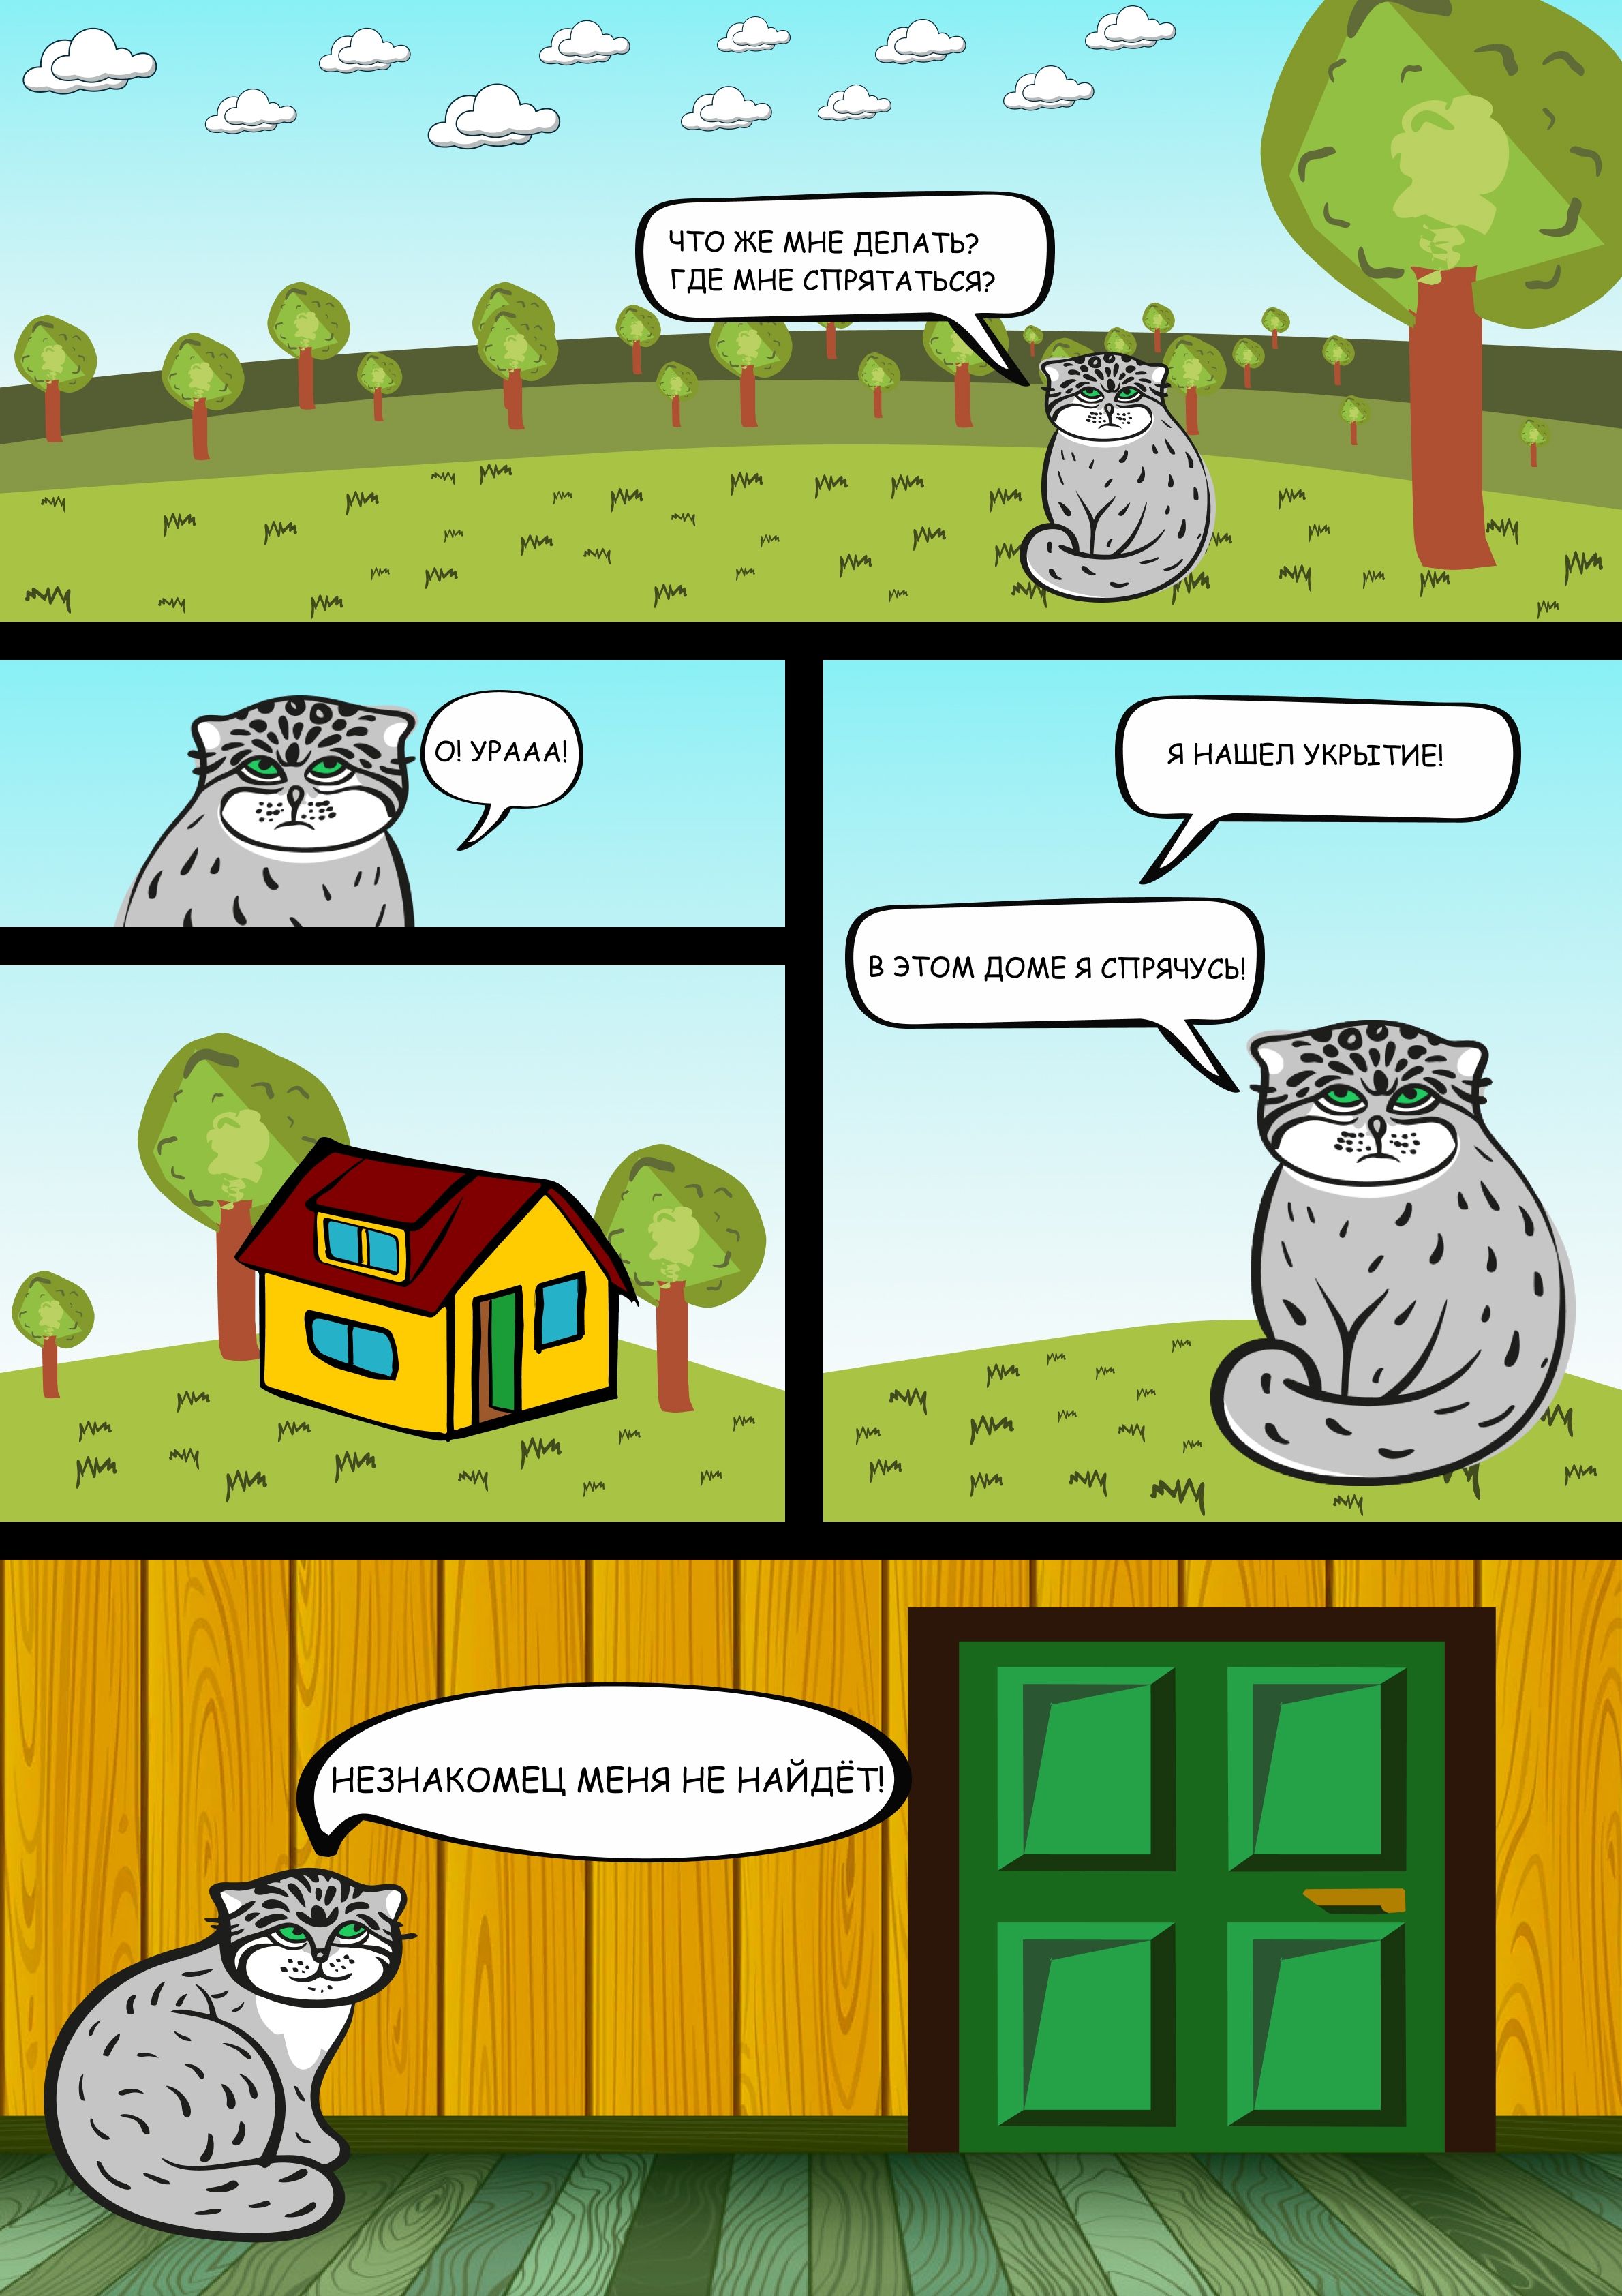 ЧТО ЖЕ МНЕ ДЕЛАТЬ?
ГДЕ МНЕ СПРЯТАТЬСЯ?
О! УРААА!
Я НАШЕЛ УКРЫТИЕ!
В ЭТОМ ДОМЕ Я СПРЯЧУСЬ!
НЕЗНАКОМЕЦ МЕНЯ НЕ НАЙДЁТ!